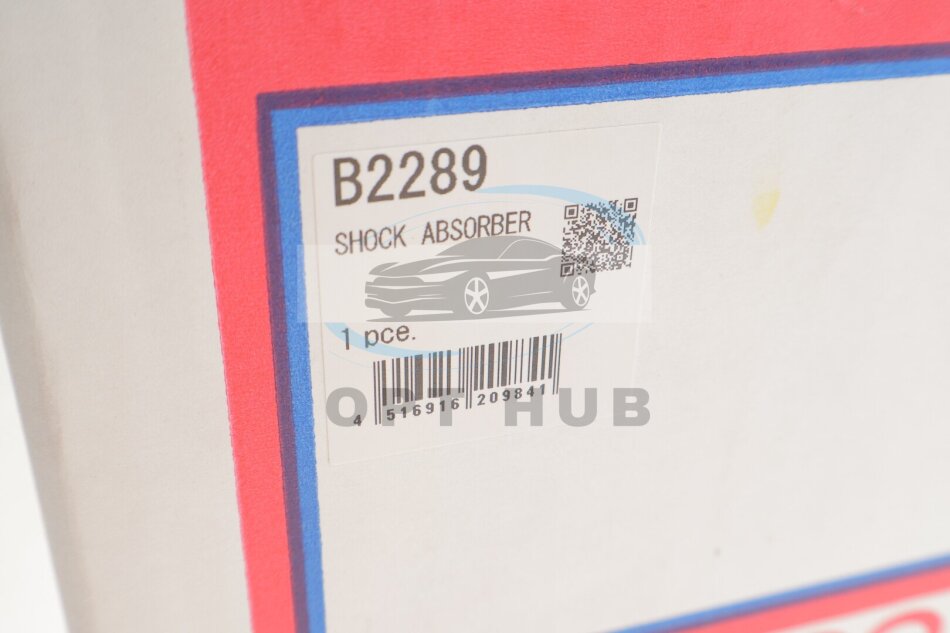 B2289
SHOCK ABSORBER
1 pce.
4 516916 209841
OPT HUB